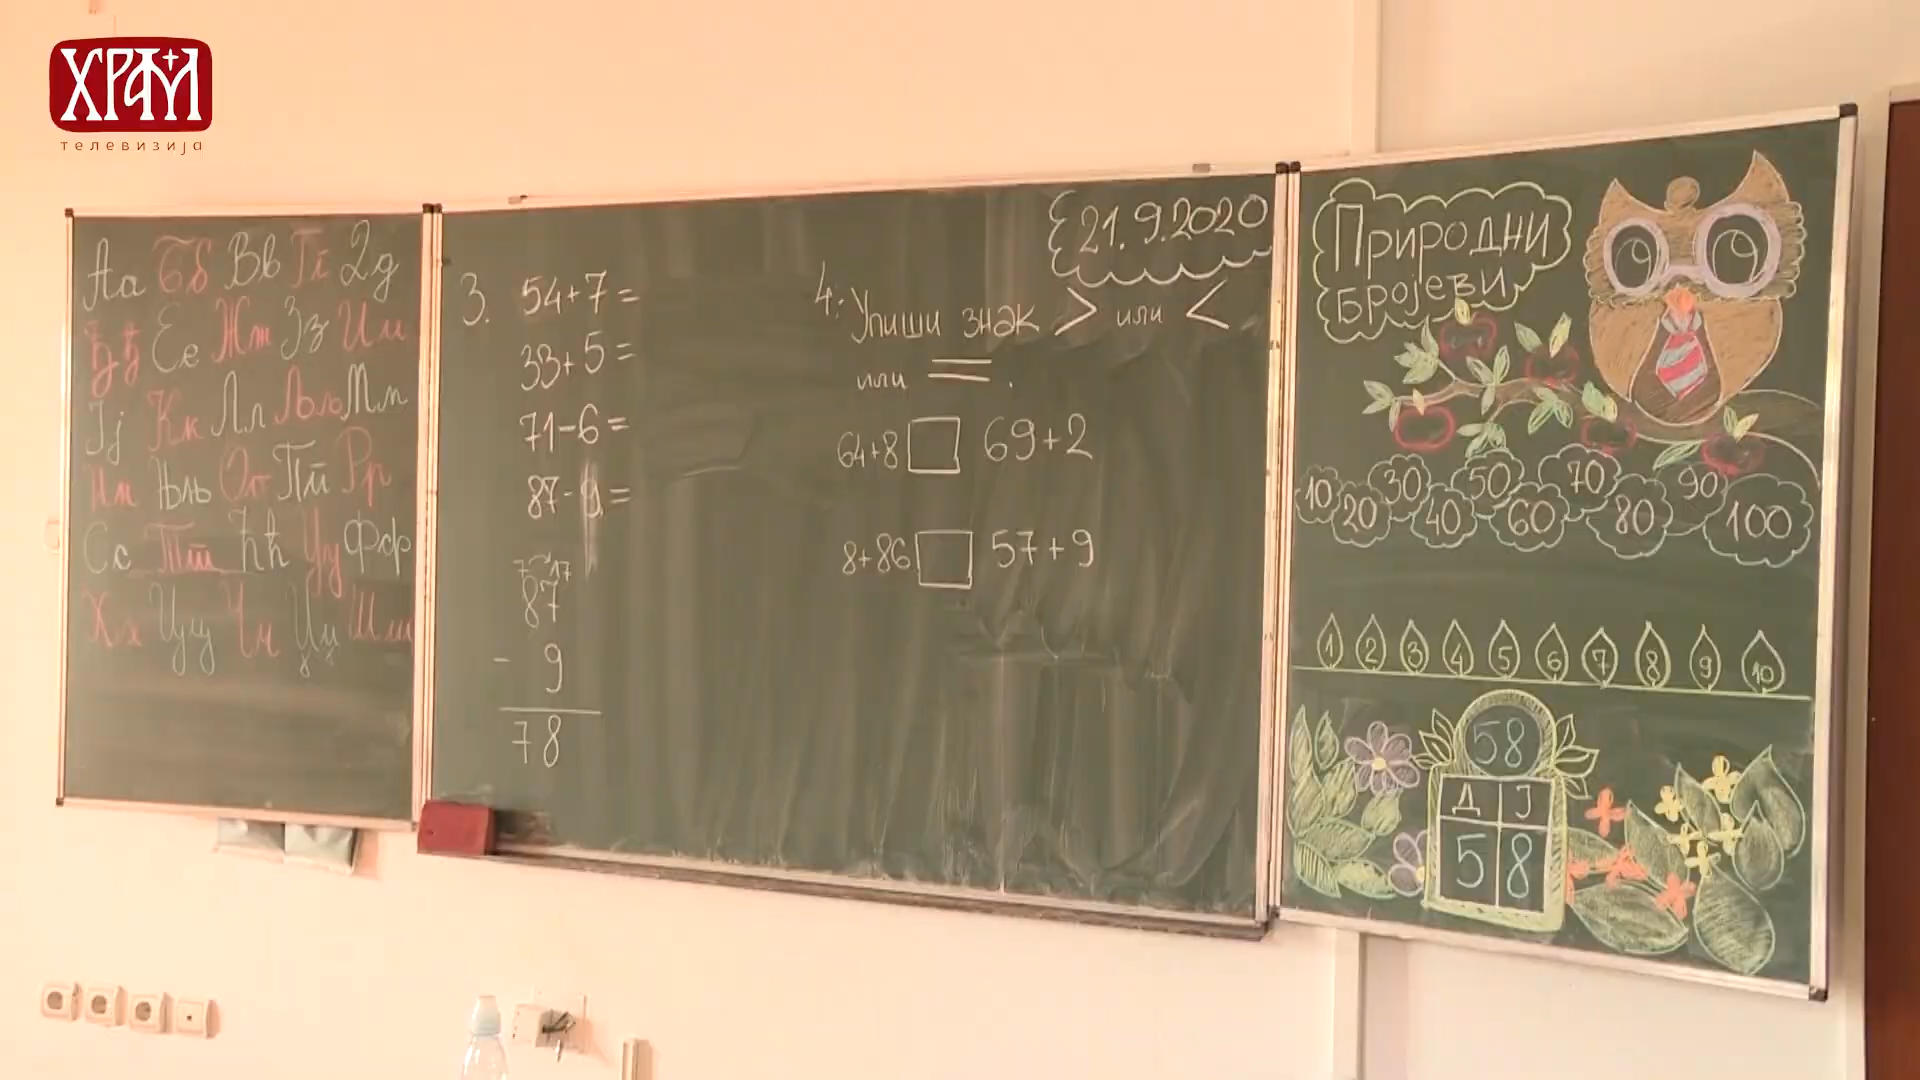 ХРАМ
телевизија
Аа Бб Вв Гг Дд
Ђђ Ее Жж Зз Ии
Јј Кк Лл Љљ Мм
Нн Њњ Оо Пп Рр
Сс Тт Ћћ Уу Фф
Хх Цц Чч Џџ Шш
3. 54+7=
33+5=
71-6=
87-9=
7 17
87
- 9
78
21.9.2020
4. Упиши знак > или <
или = .
64+8 □ 69+2
8+86 □ 57+9
Природни
бројеви
10 20 30 40 50 60 70 80 90 100
1 2 3 4 5 6 7 8 9 10
58
Д Ј
5 8